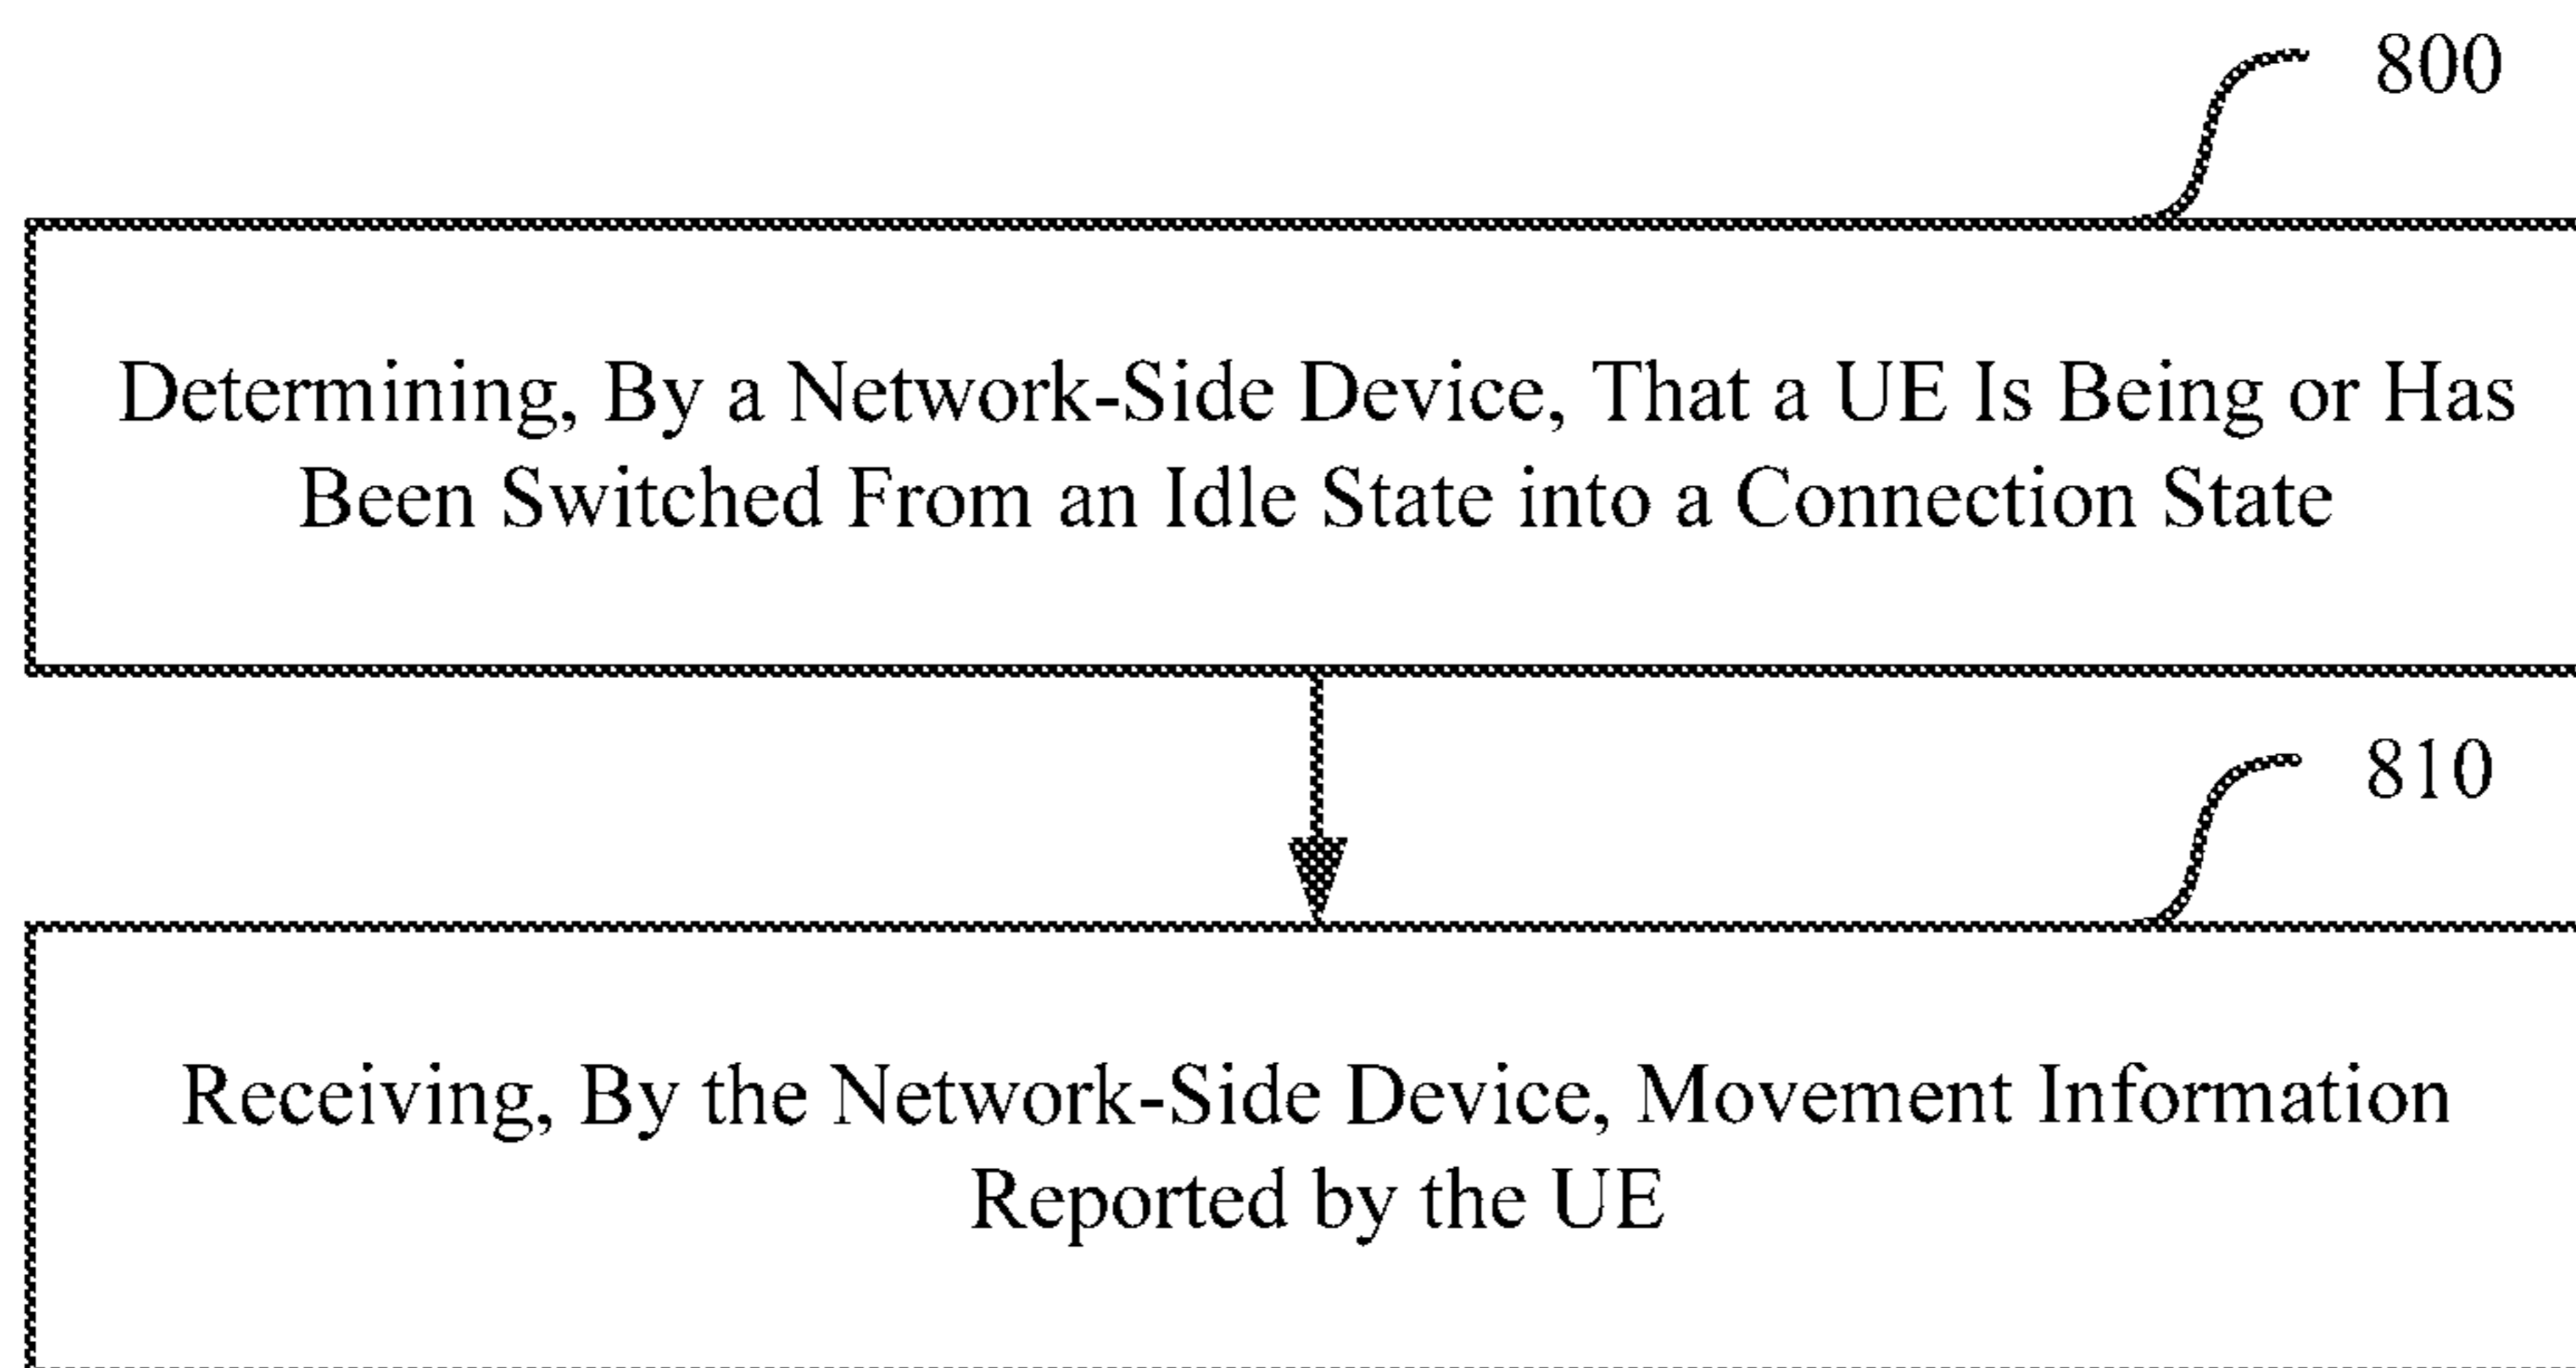 800
Determining, By a Network-Side Device, That a UE Is Being or Has
Been Switched From an Idle State into a Connection State
810
Receiving, By the Network-Side Device, Movement Information
Reported by the UE